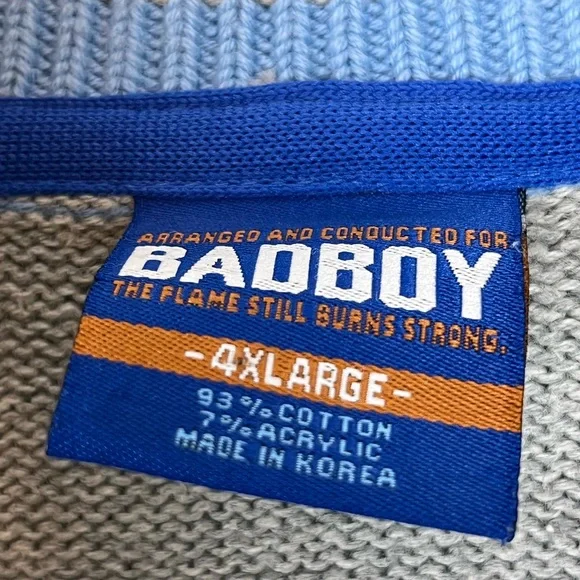 ARRANGED AND CONDUCTED FOR
BADBOY
THE FLAME STILL BURNS STRONG.
-4XLARGE-
93% COTTON
7% ACRYLIC
MADE IN KOREA